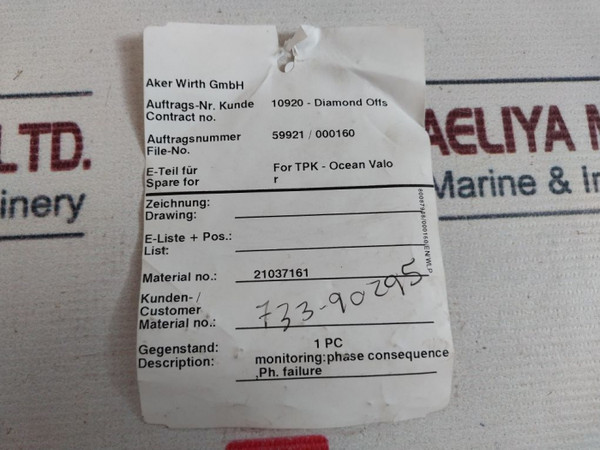 Aker Wirth GmbH
Auftrags-Nr. Kunde 10920 - Diamond Offs
Contract no.
Auftragsnummer 59921 / 000160
File-No.
E-Teil für For TPK - Ocean Valo
Spare for r
Zeichnung:
Drawing:
E-Liste + Pos.:
List:
Material no.: 21037161
Kunden- /
Customer 733-90295
Material no.:
Gegenstand: 1 PC
Description: monitoring:phase consequence
,Ph. failure
LTD.
inery
AELIYA M
Marine & In